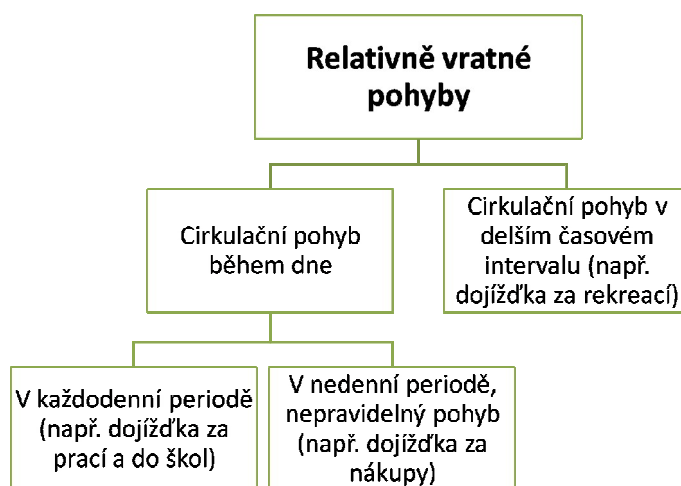 Relativně vratné
pohyby
Cirkulační pohyb
během dne
Cirkulační pohyb v
delším časovém
intervalu (např.
dojížďka za rekreací)
V každodenní periodě
(např. dojížďka za
prací a do škol)
V nedenní periodě,
nepravidelný pohyb
(např. dojížďka za
nákupy)